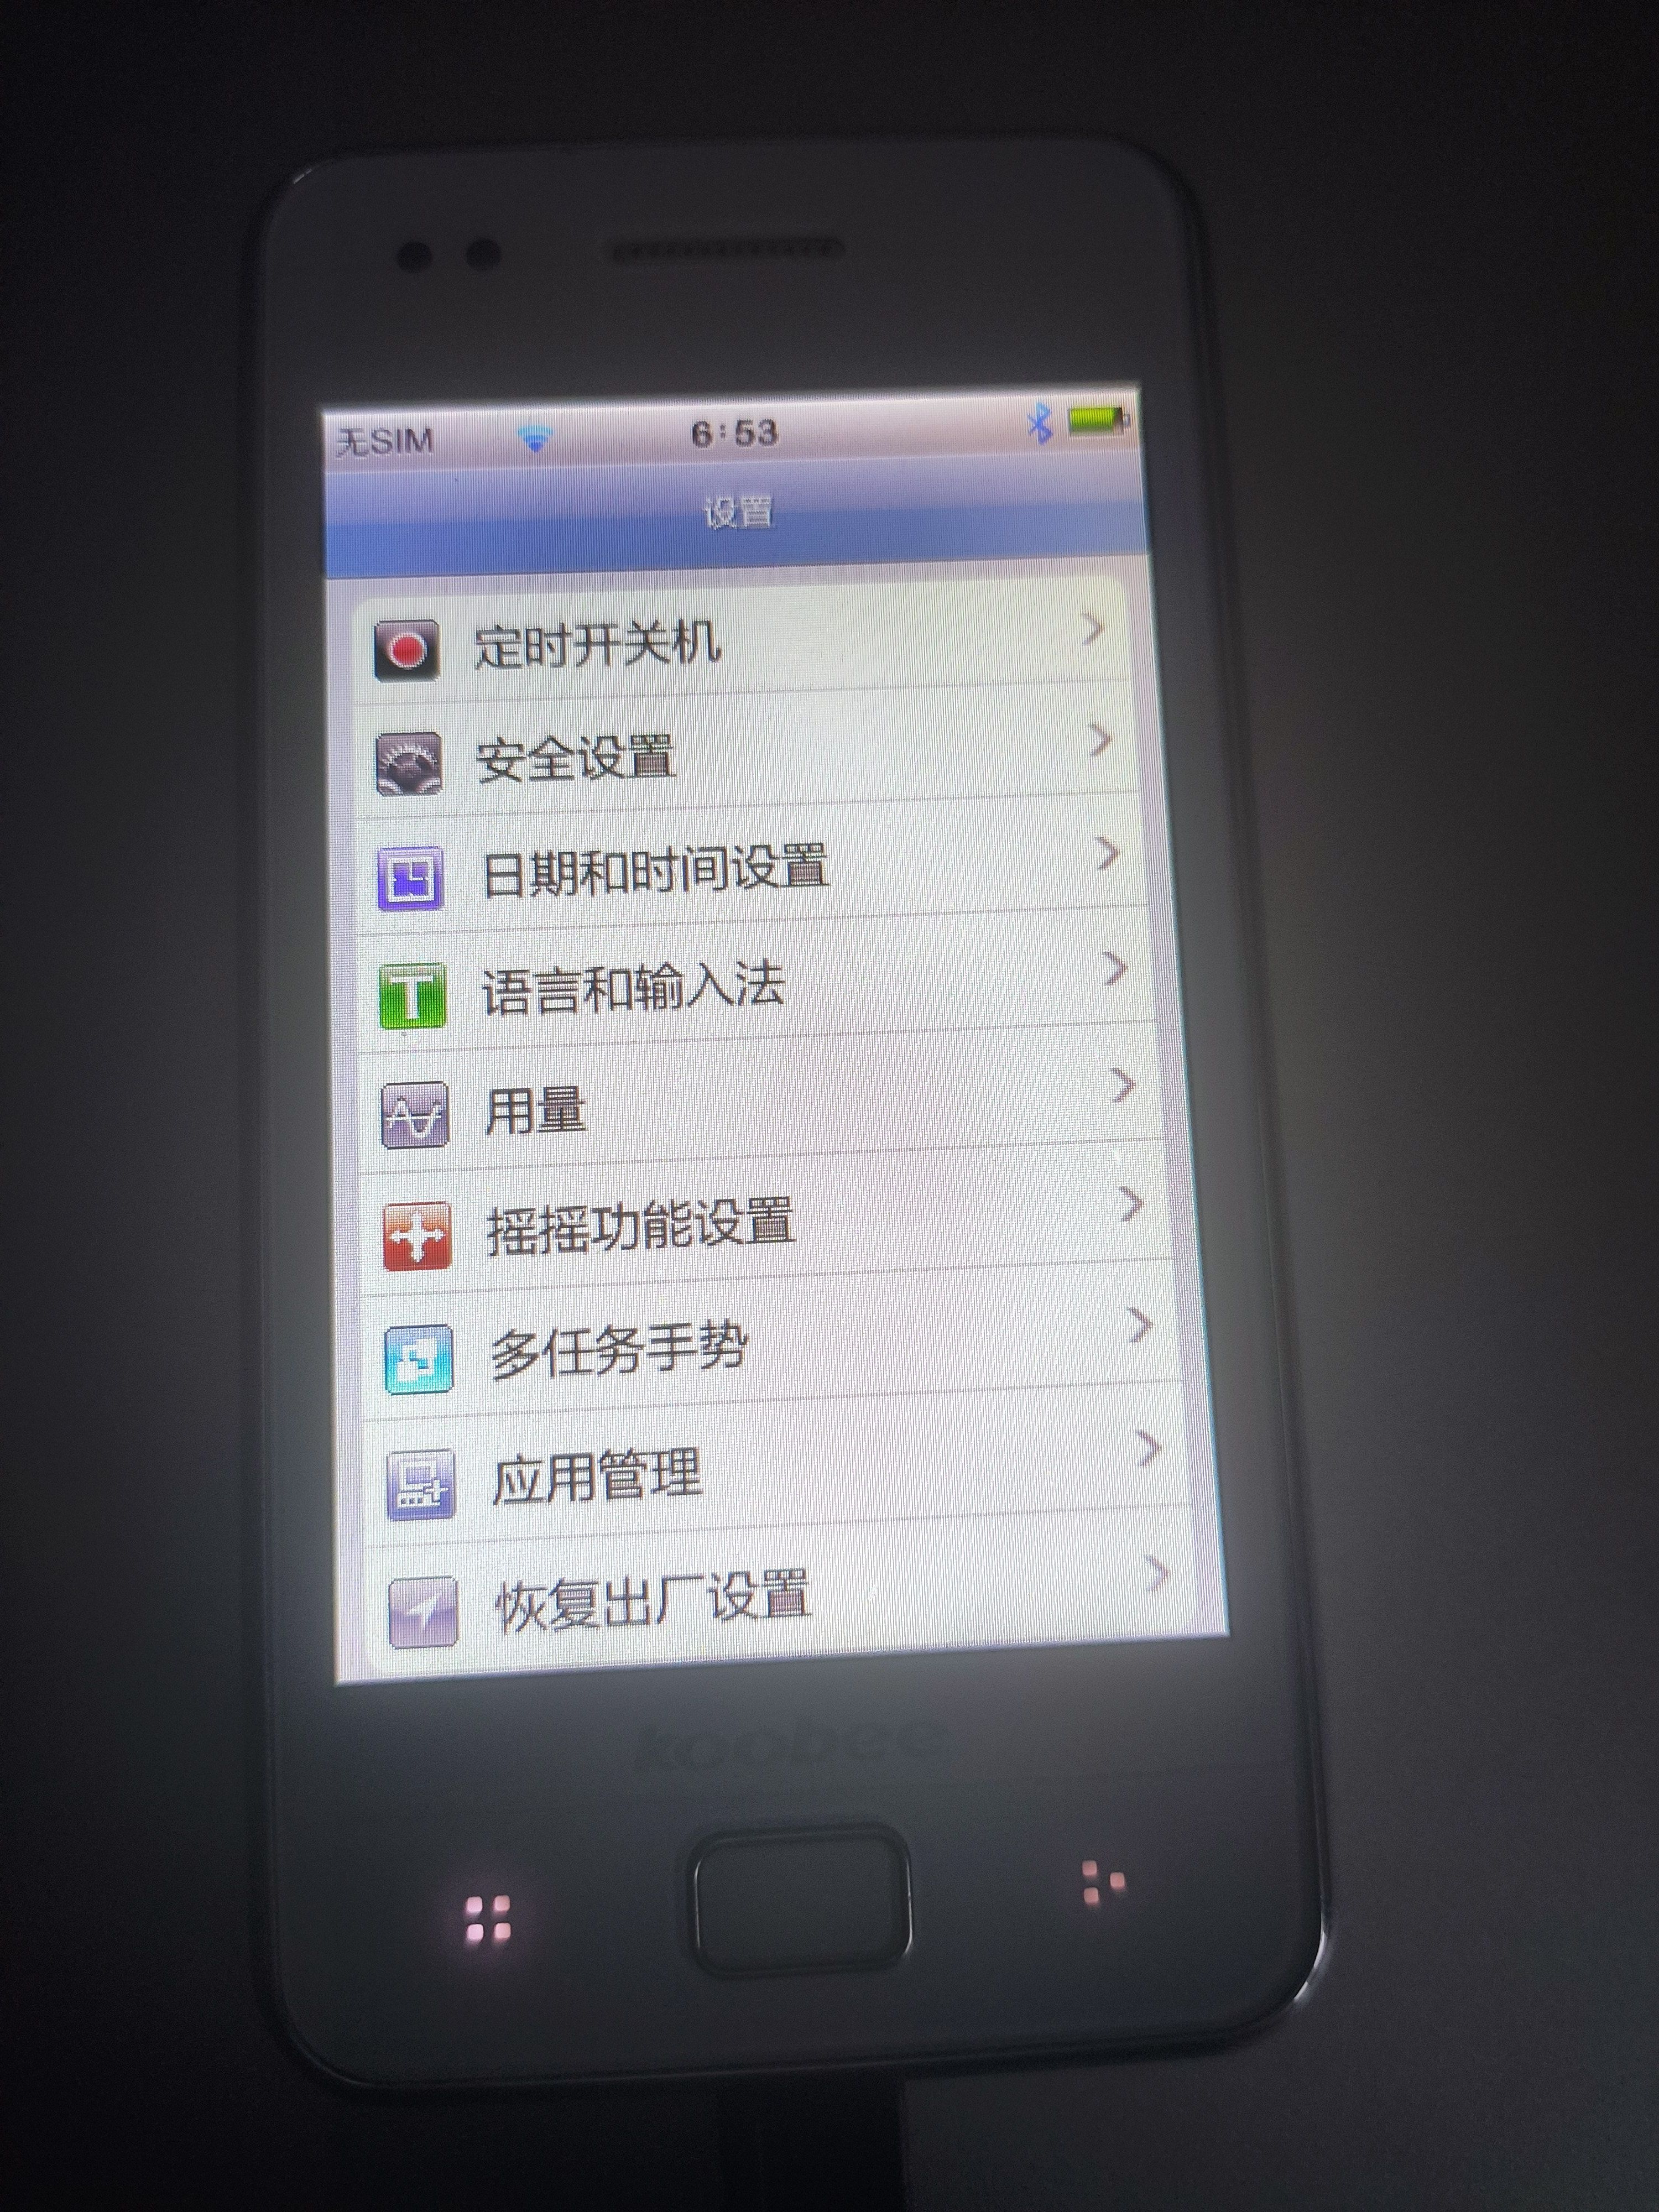 无SIM 6:53
设置
定时开关机
安全设置
日期和时间设置
语言和输入法
用量
摇摇功能设置
多任务手势
应用管理
恢复出厂设置
koobee